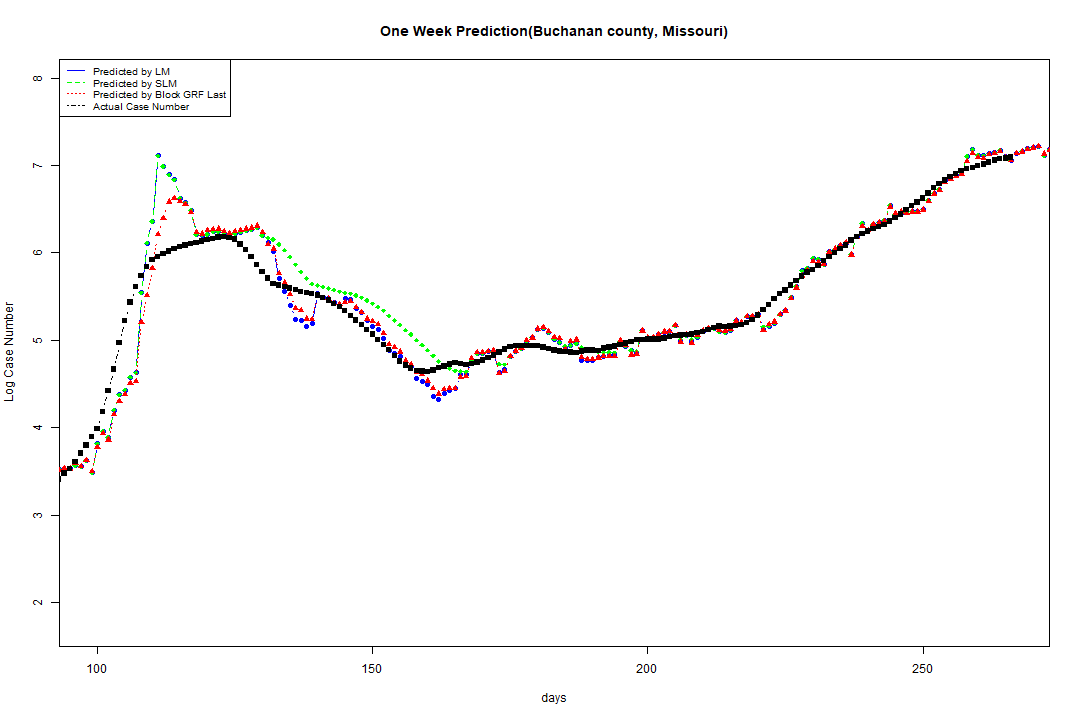 One Week Prediction(Buchanan county, Missouri)
Predicted by LM
Predicted by SLM
Predicted by Block GRF Last
Actual Case Number
8
7
6
5
4
3
2
Log Case Number
100 150 200 250
days